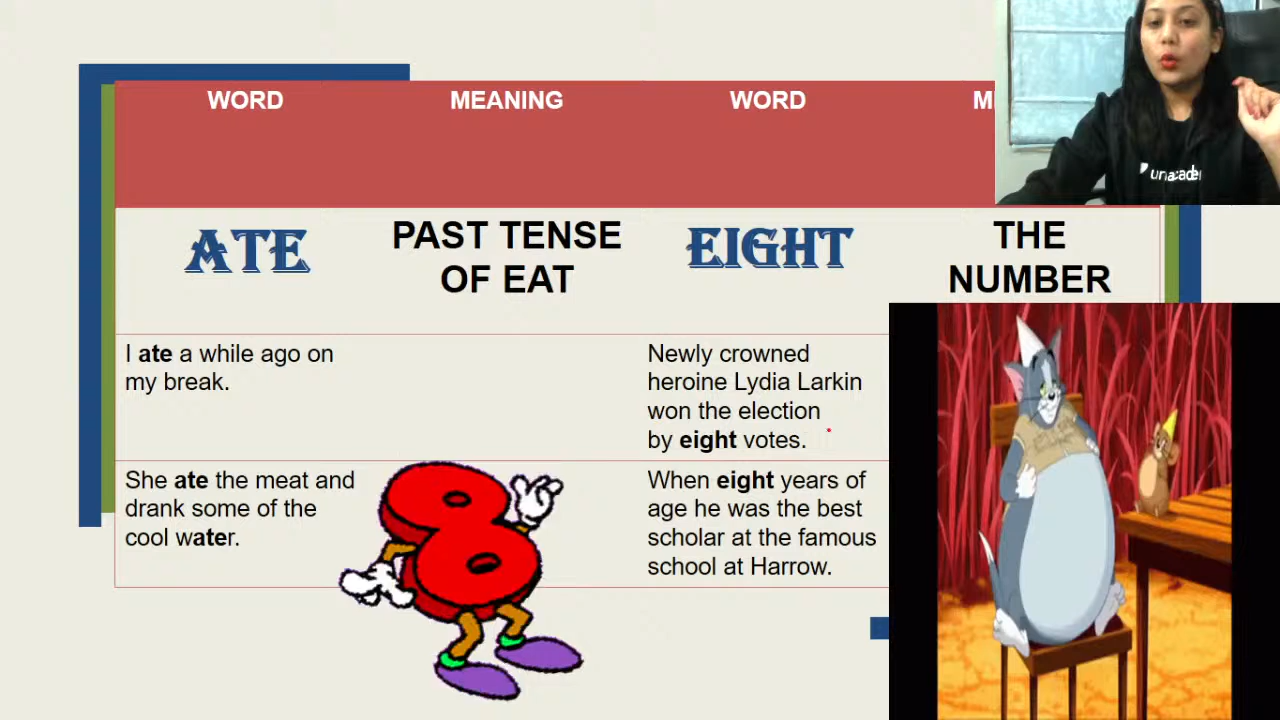 WORD MEANING WORD
ATE PAST TENSE OF EAT EIGHT THE NUMBER
I ate a while ago on
my break.
Newly crowned
heroine Lydia Larkin
won the election
by eight votes.
She ate the meat and
drank some of the
cool water.
When eight years of
age he was the best
scholar at the famous
school at Harrow.